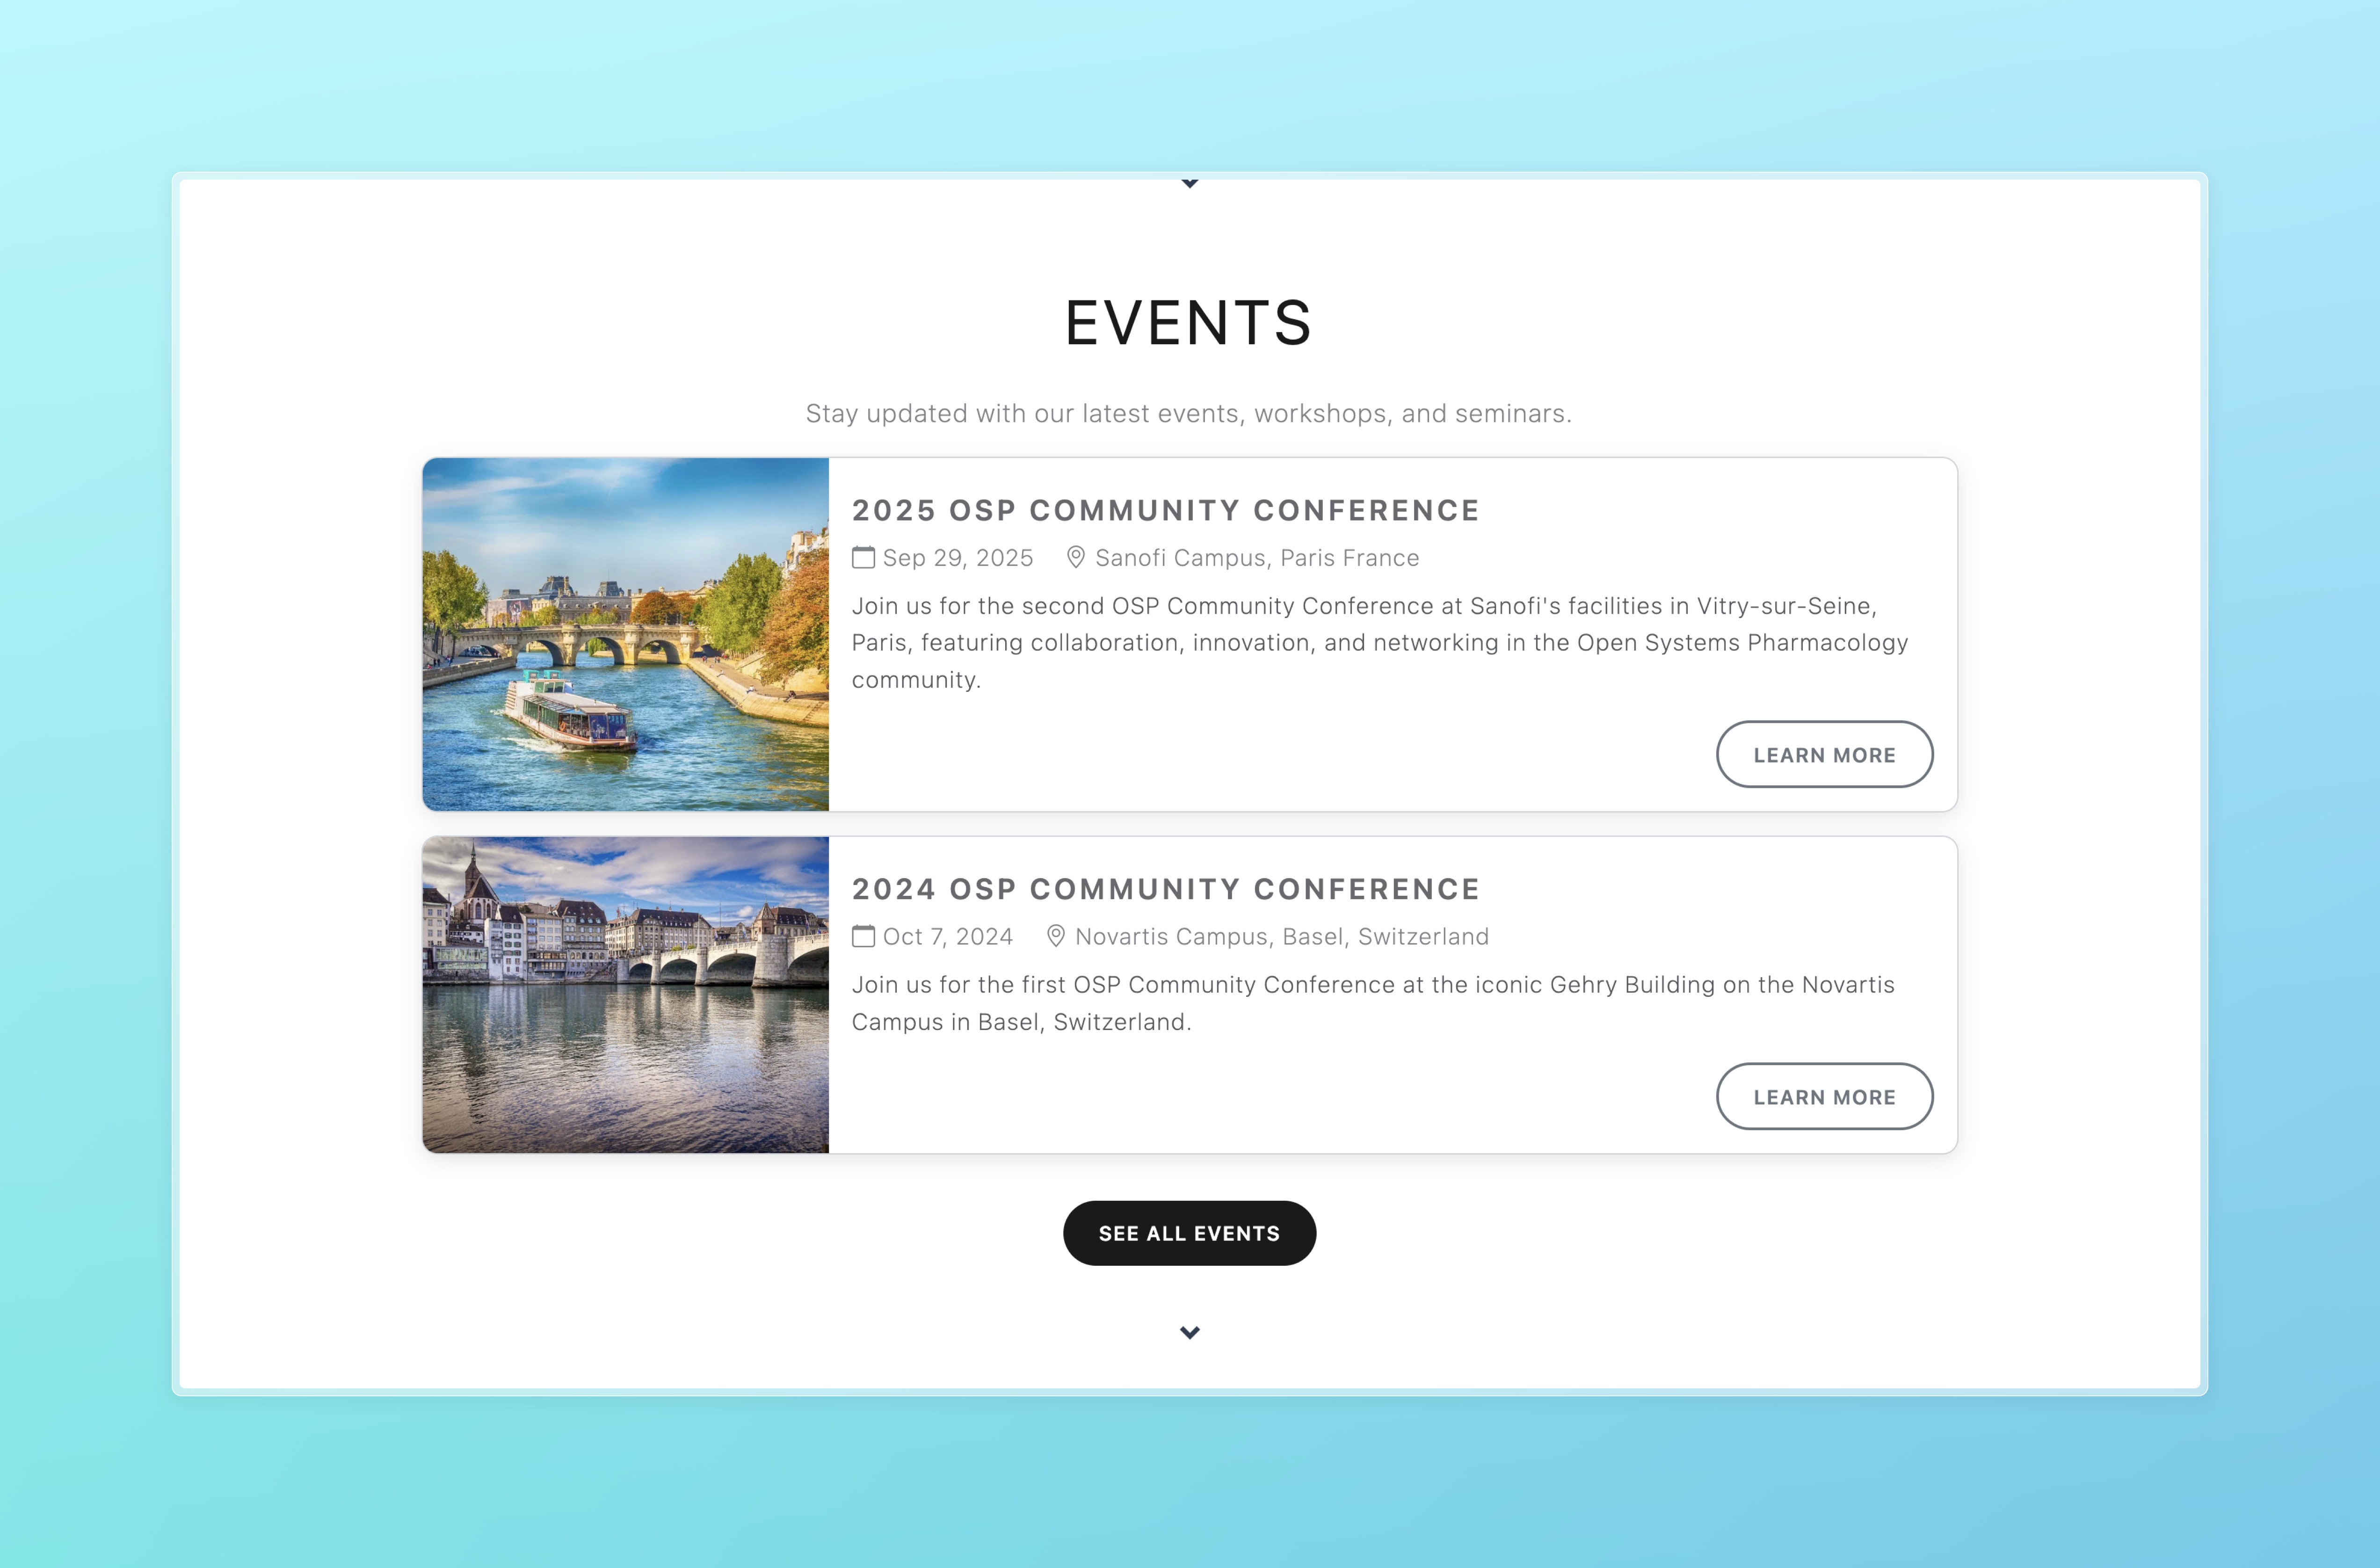 EVENTS
Stay updated with our latest events, workshops, and seminars.
2025 OSP COMMUNITY CONFERENCE
Sep 29, 2025 Sanofi Campus, Paris France
Join us for the second OSP Community Conference at Sanofi's facilities in Vitry-sur-Seine,
Paris, featuring collaboration, innovation, and networking in the Open Systems Pharmacology
community.
LEARN MORE
2024 OSP COMMUNITY CONFERENCE
Oct 7, 2024 Novartis Campus, Basel, Switzerland
Join us for the first OSP Community Conference at the iconic Gehry Building on the Novartis
Campus in Basel, Switzerland.
LEARN MORE
SEE ALL EVENTS